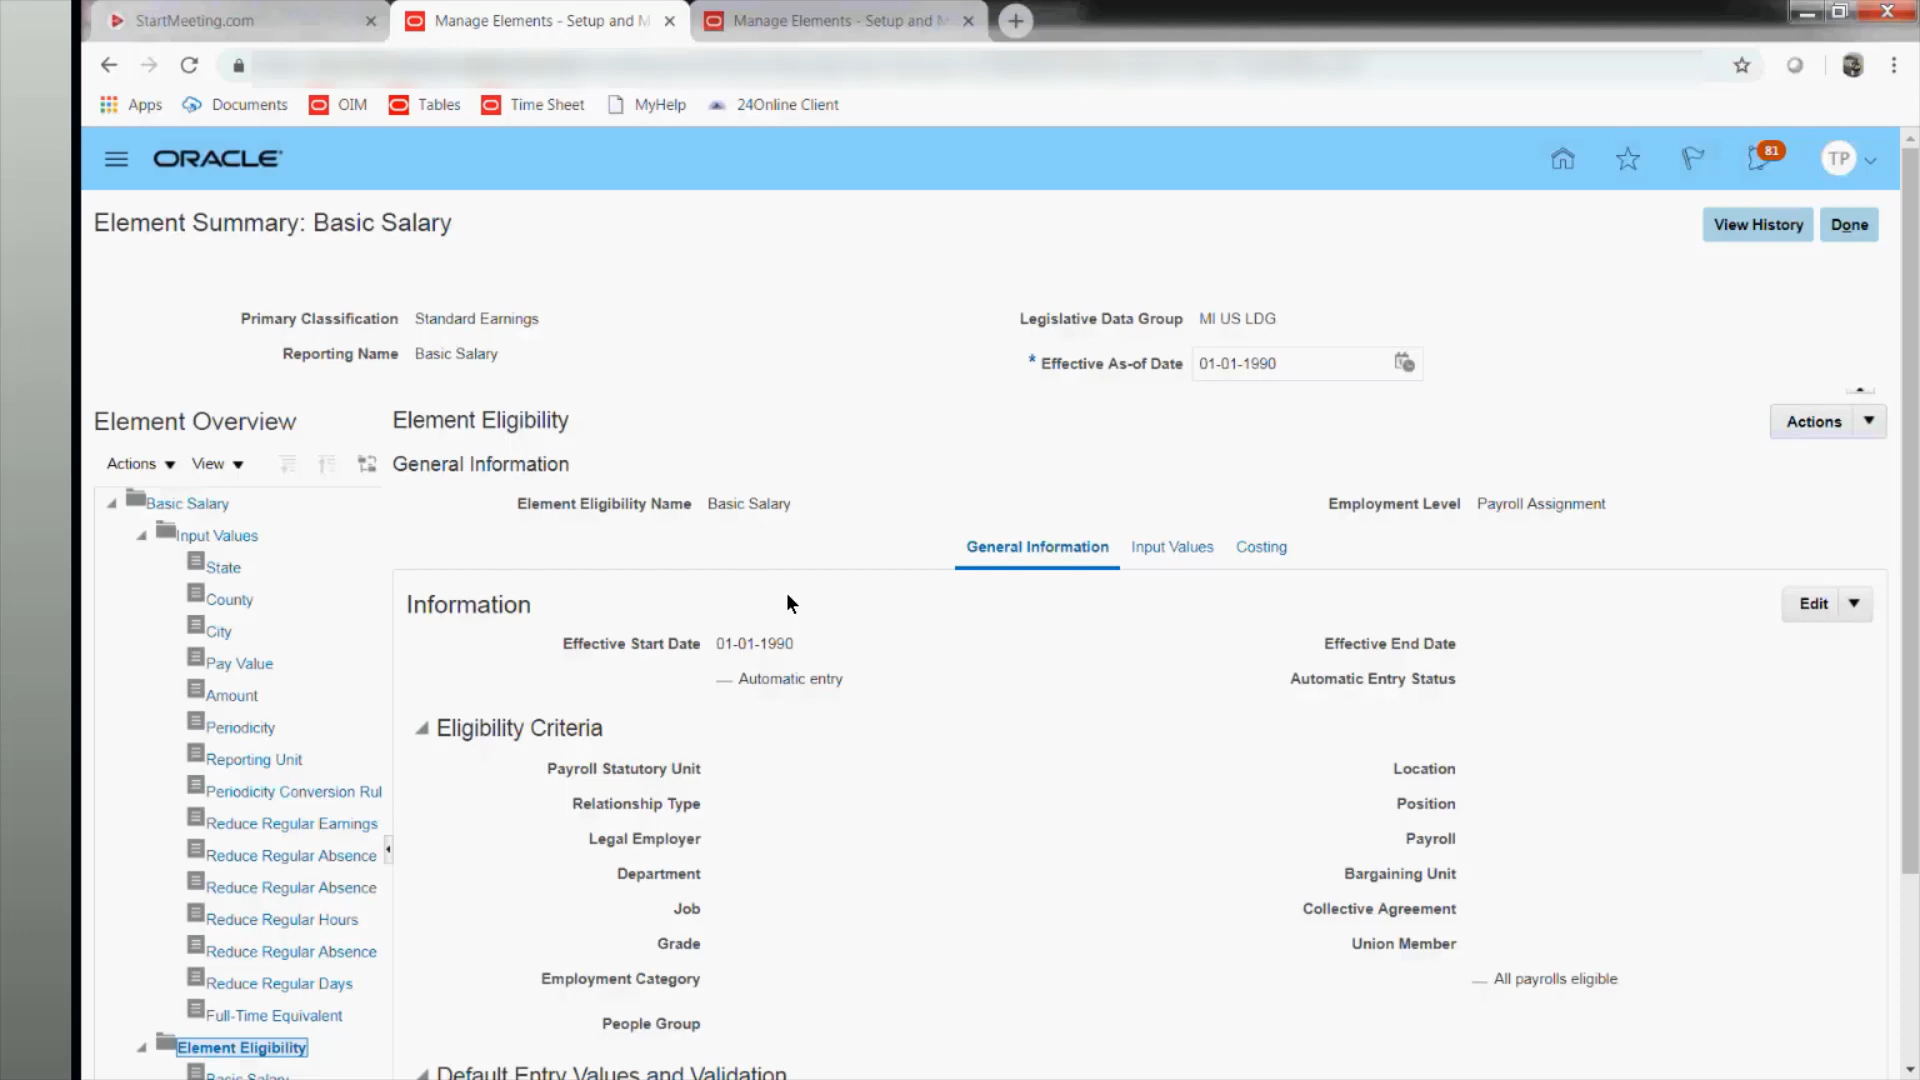 StartMeeting.com
Manage Elements - Setup and M
Manage Elements - Setup and M
Apps
Documents
OIM
Tables
Time Sheet
MyHelp
24Online Client
ORACLE
81
TP
Element Summary: Basic Salary
View History
Done
Primary Classification Standard Earnings
Legislative Data Group MI US LDG
Reporting Name Basic Salary
* Effective As-of Date 01-01-1990
Element Overview
Actions View
Basic Salary
Input Values
State
County
City
Pay Value
Amount
Periodicity
Reporting Unit
Periodicity Conversion Rul
Reduce Regular Earnings
Reduce Regular Absence
Reduce Regular Absence
Reduce Regular Hours
Reduce Regular Absence
Reduce Regular Days
Full-Time Equivalent
Element Eligibility
Basic Salary
Element Eligibility
Actions
General Information
Element Eligibility Name Basic Salary
Employment Level Payroll Assignment
General Information Input Values Costing
Information
Edit
Effective Start Date 01-01-1990
Effective End Date
Automatic entry
Automatic Entry Status
Eligibility Criteria
Payroll Statutory Unit
Location
Relationship Type
Position
Legal Employer
Payroll
Department
Bargaining Unit
Job
Collective Agreement
Grade
Union Member
Employment Category
All payrolls eligible
People Group
Default Entry Values and Validation